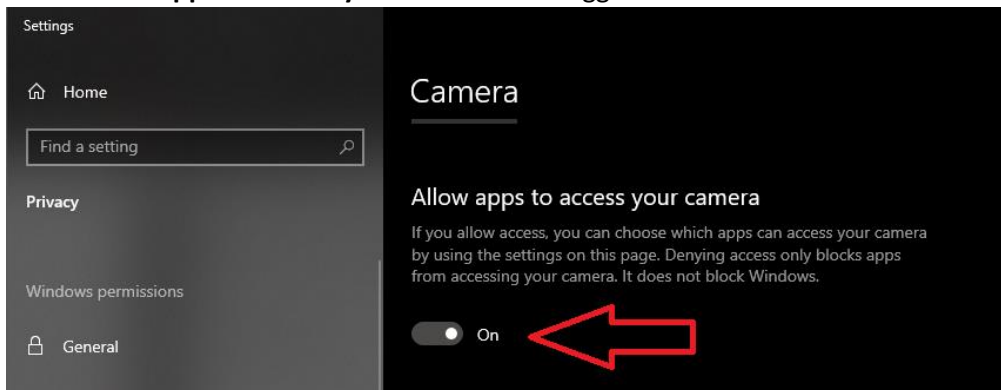 Settings
Home
Find a setting
Privacy
Windows permissions
General
Camera
Allow apps to access your camera
If you allow access, you can choose which apps can access your camera
by using the settings on this page. Denying access only blocks apps
from accessing your camera. It does not block Windows.
On